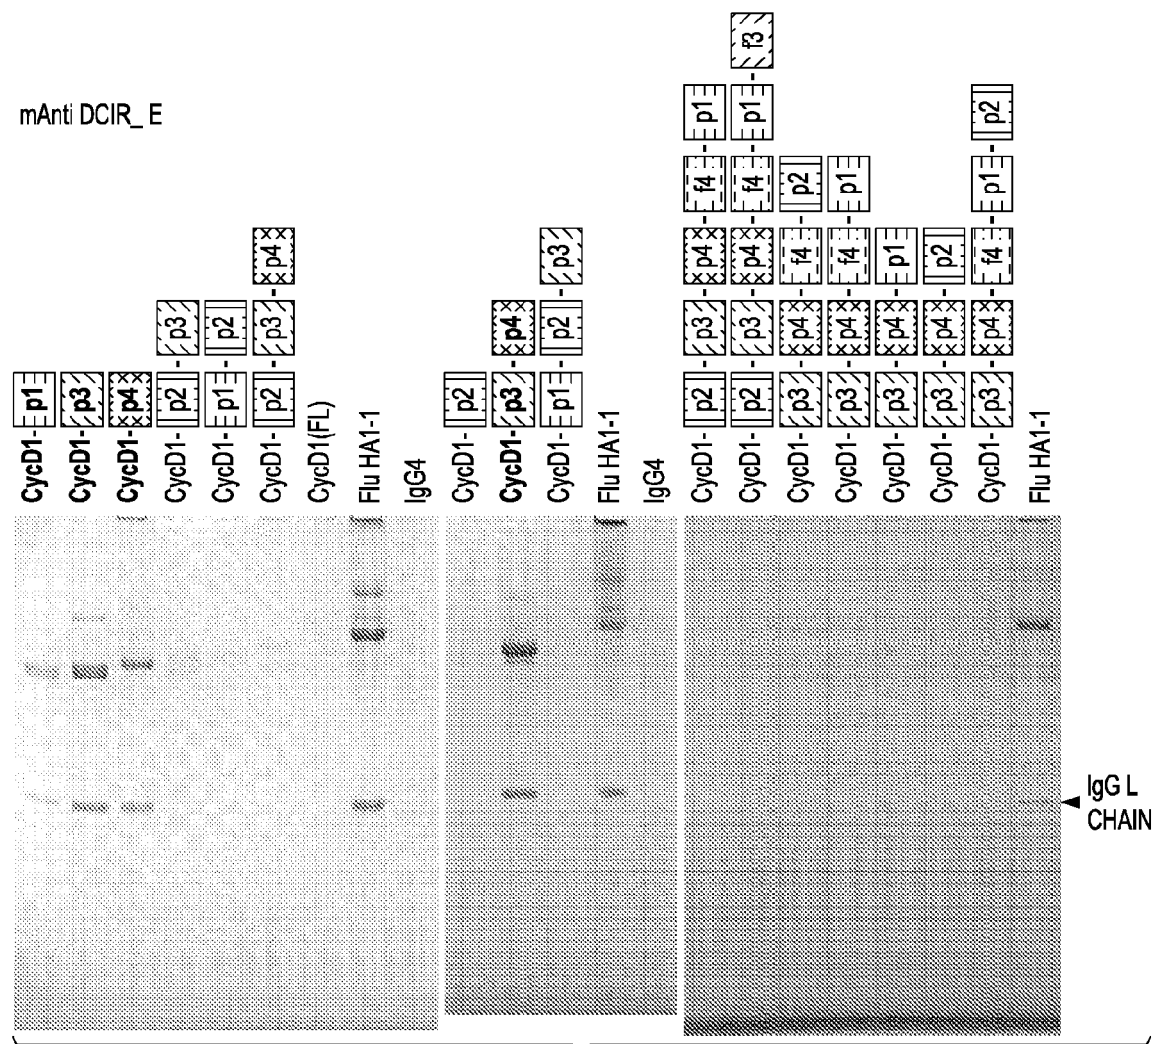 mAnti DCIR_E
CycD1- p1
CycD1- p3
CycD1- p4
CycD1- p2 p3
CycD1- p1 p2
CycD1- p2 p3 p4
CycD1(FL)
Flu HA1-1
IgG4
CycD1- p2
CycD1- p3 p4
CycD1- p1 p2 p3
Flu HA1-1
IgG4
CycD1- p2 p3 p4 f4 p1
CycD1- p2 p3 p4 f4 p1 f3
CycD1- p3 p4 f4 p2
CycD1- p3 p4 f4 p1
CycD1- p3 p4 p1
CycD1- p3 p4 p2
CycD1- p3 p4 f4 p1 p2
Flu HA1-1
IgG L
CHAIN